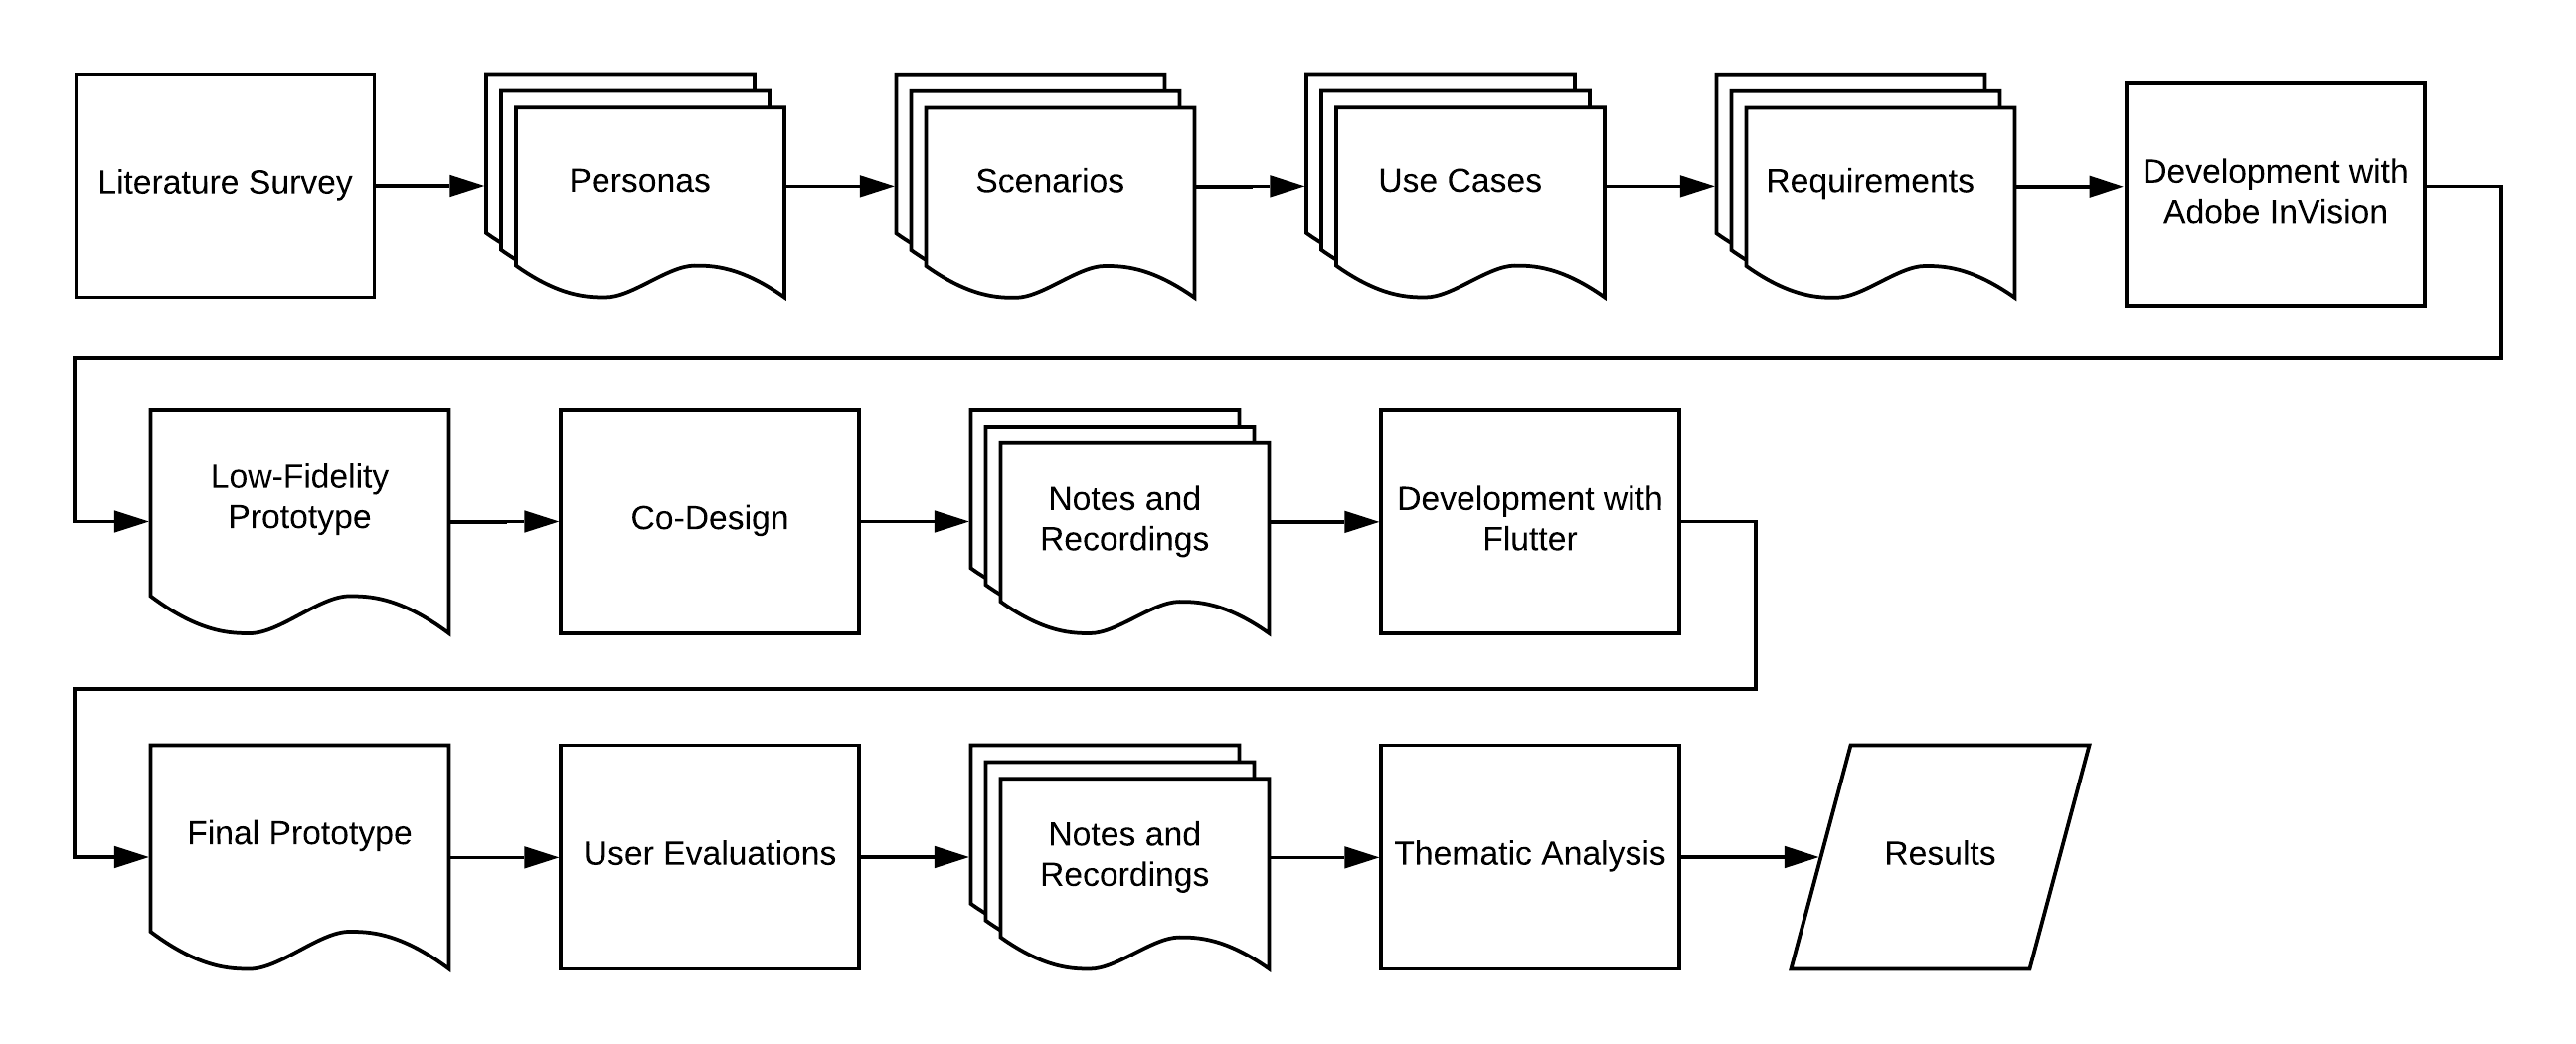 Literature Survey
Personas
Scenarios
Use Cases
Requirements
Development with
Adobe InVision
Low-Fidelity
Prototype
Co-Design
Notes and
Recordings
Development with
Flutter
Final Prototype
User Evaluations
Notes and
Recordings
Thematic Analysis
Results